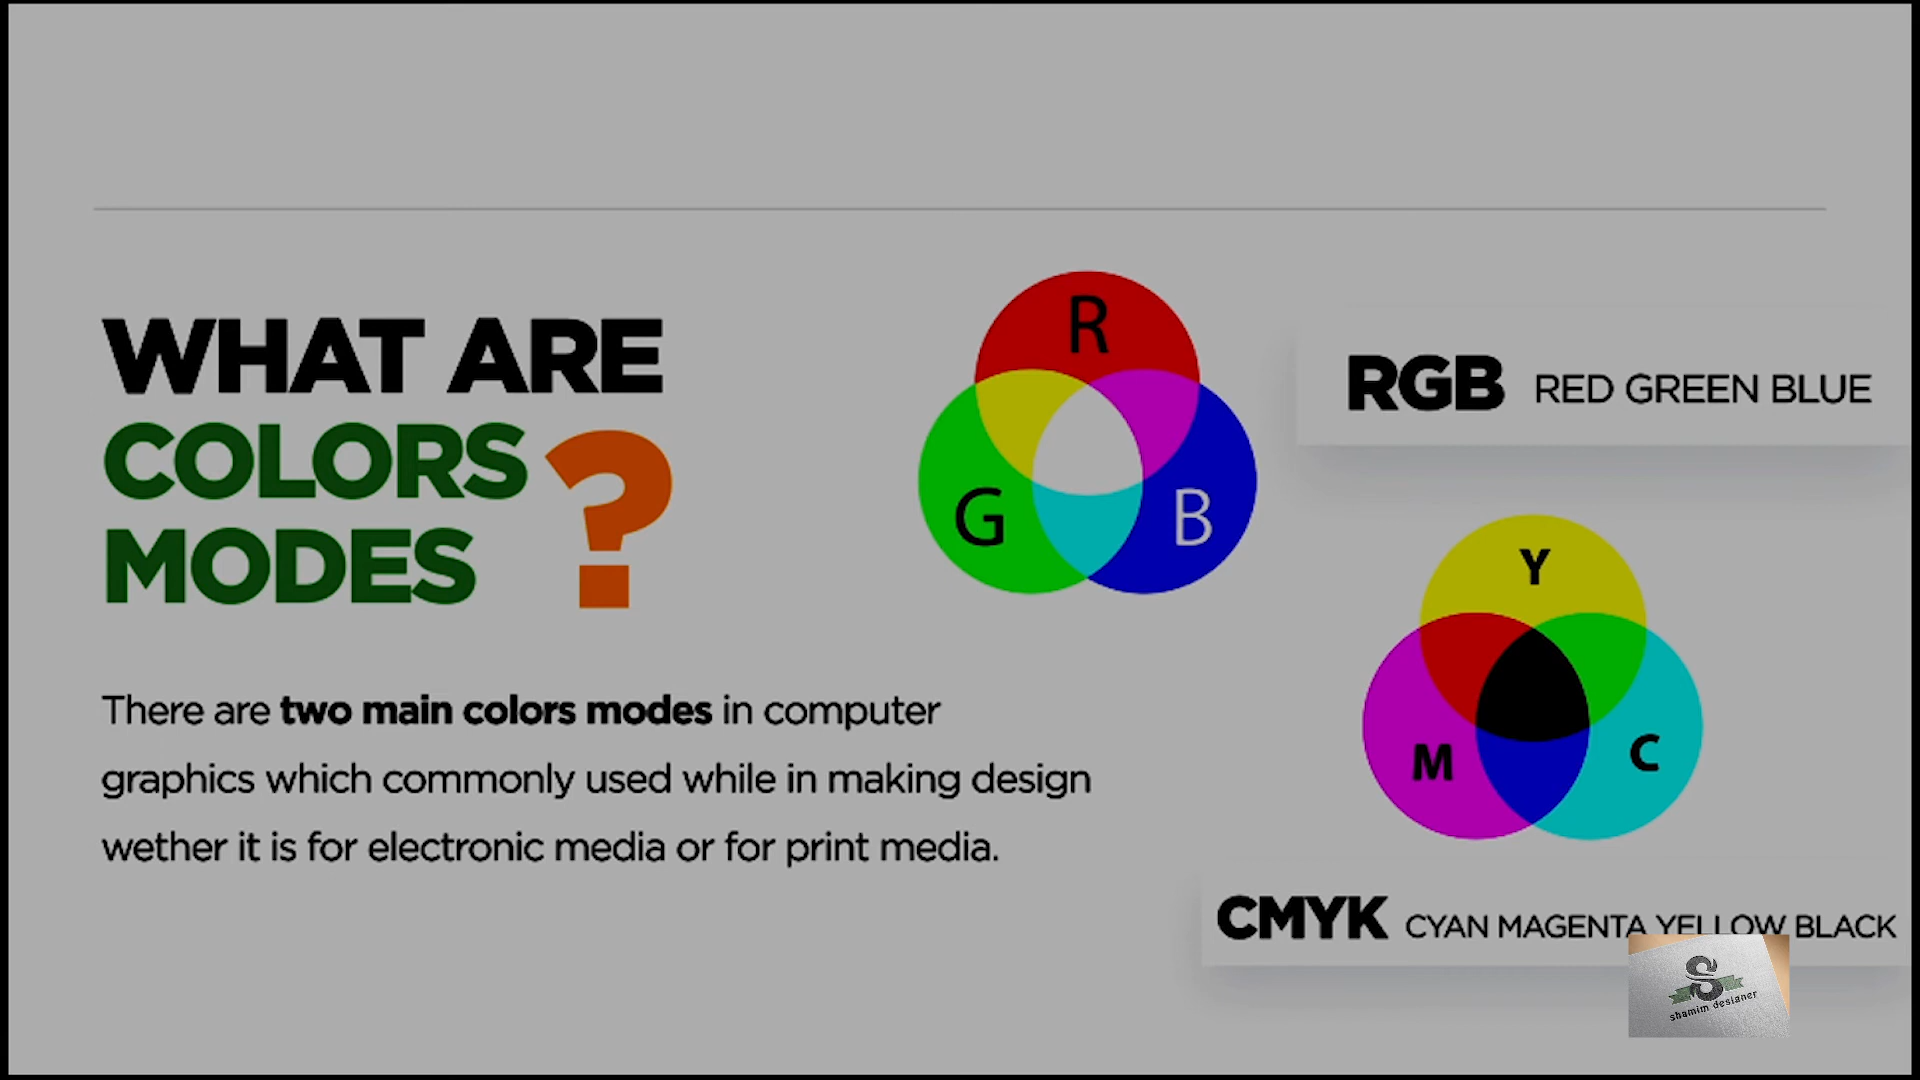 WHAT ARE
COLORS
MODES ?
There are two main colors modes in computer
graphics which commonly used while in making design
wether it is for electronic media or for print media.
R
G
B
RGB RED GREEN BLUE
Y
M
C
CMYK CYAN MAGENTA YELLOW BLACK
S
shamim desianer